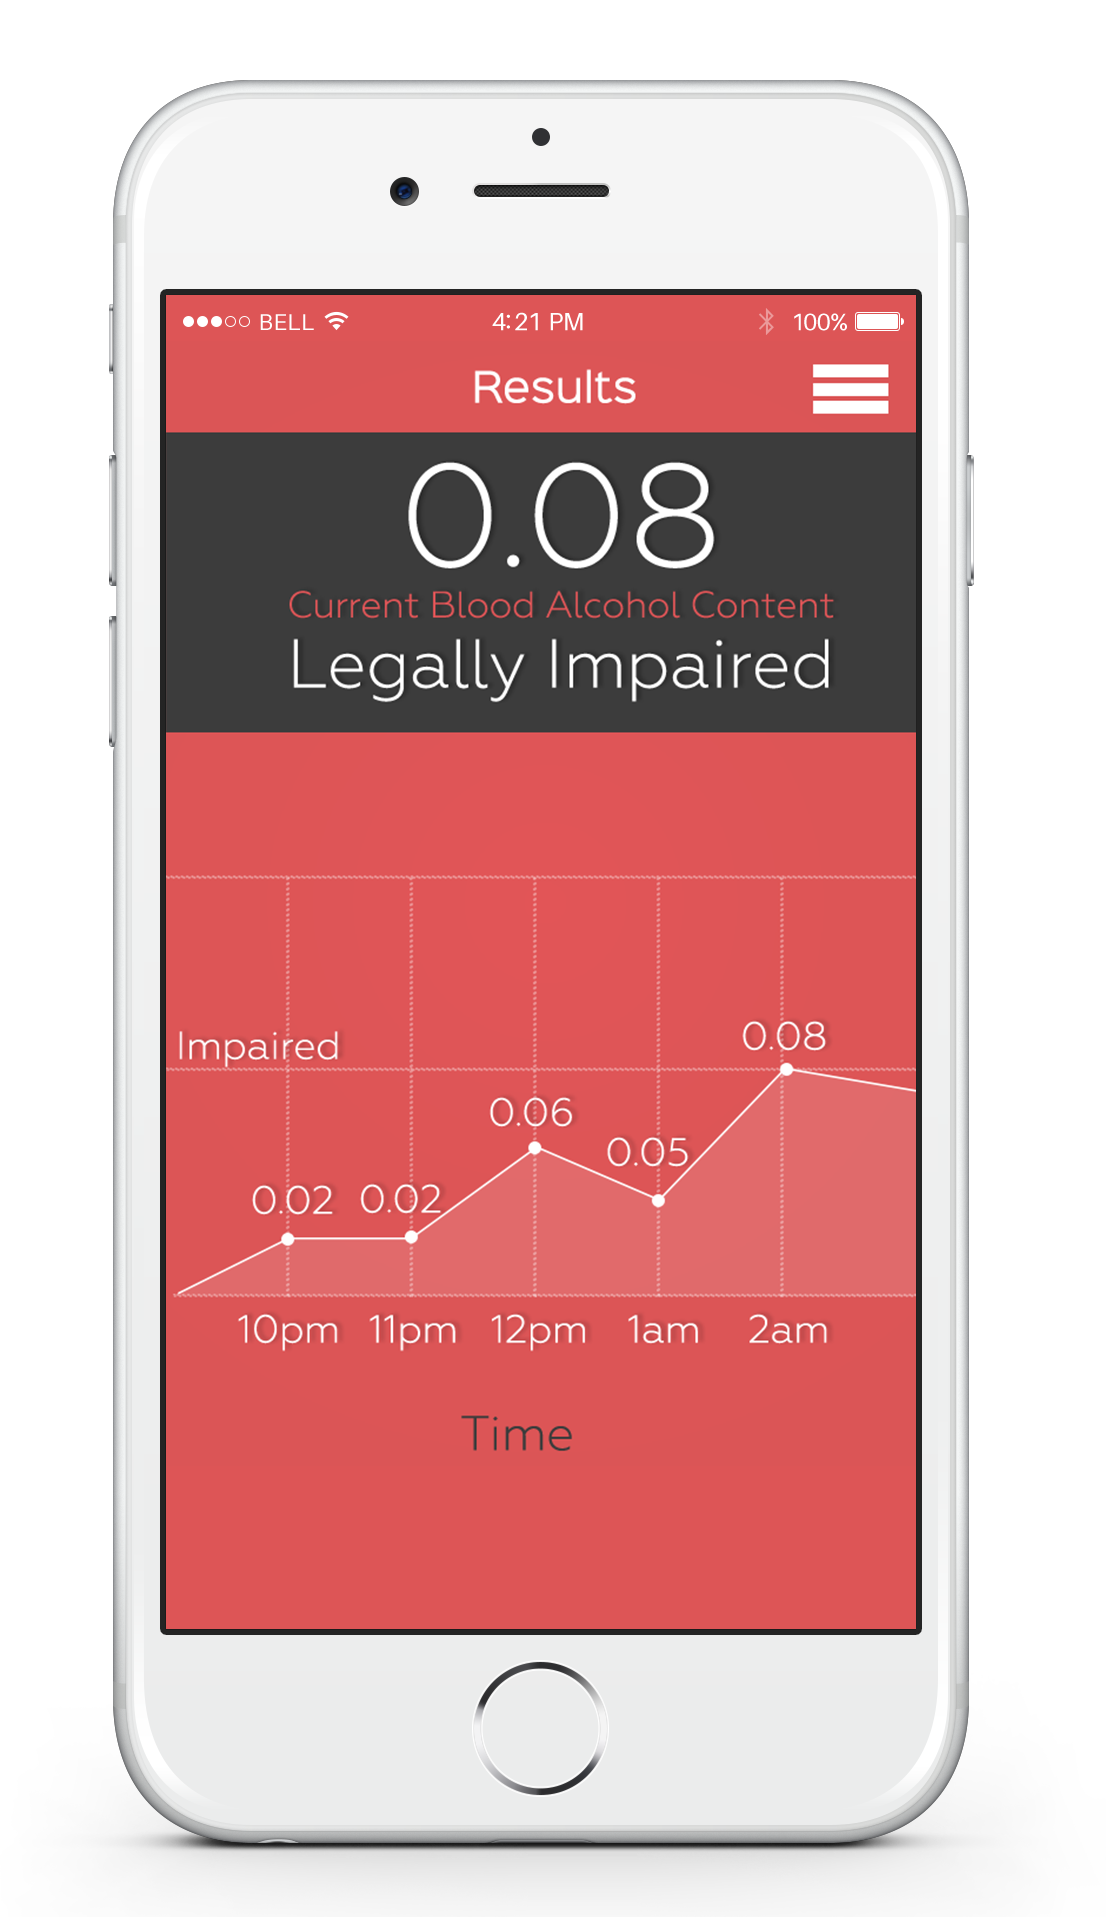 BELL 4:21 PM 100%
Results
0.08
Current Blood Alcohol Content
Legally Impaired
Impaired
0.08
0.06
0.05
0.02 0.02
10pm 11pm 12pm 1am 2am
Time